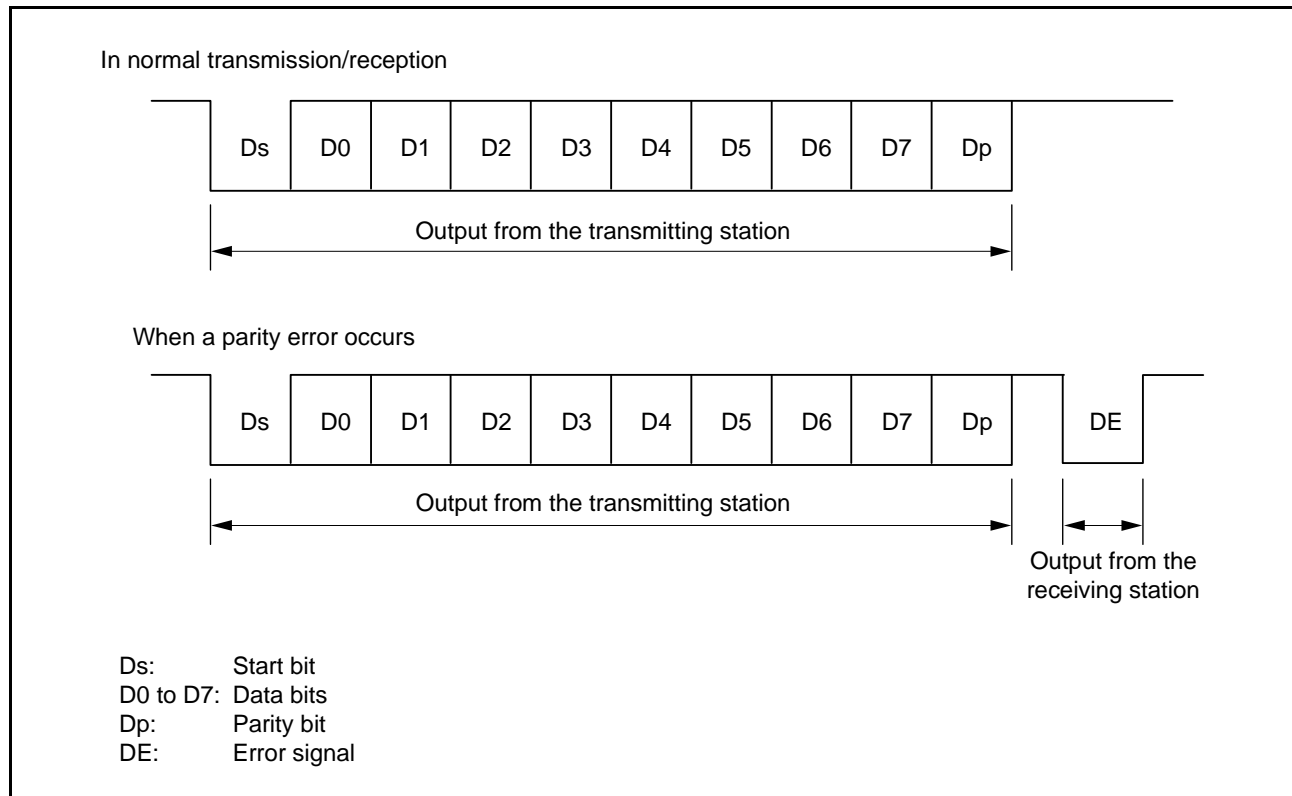 In normal transmission/reception
Ds D0 D1 D2 D3 D4 D5 D6 D7 Dp
Output from the transmitting station
When a parity error occurs
Ds D0 D1 D2 D3 D4 D5 D6 D7 Dp DE
Output from the transmitting station
Output from the
receiving station
Ds: Start bit
D0 to D7: Data bits
Dp: Parity bit
DE: Error signal